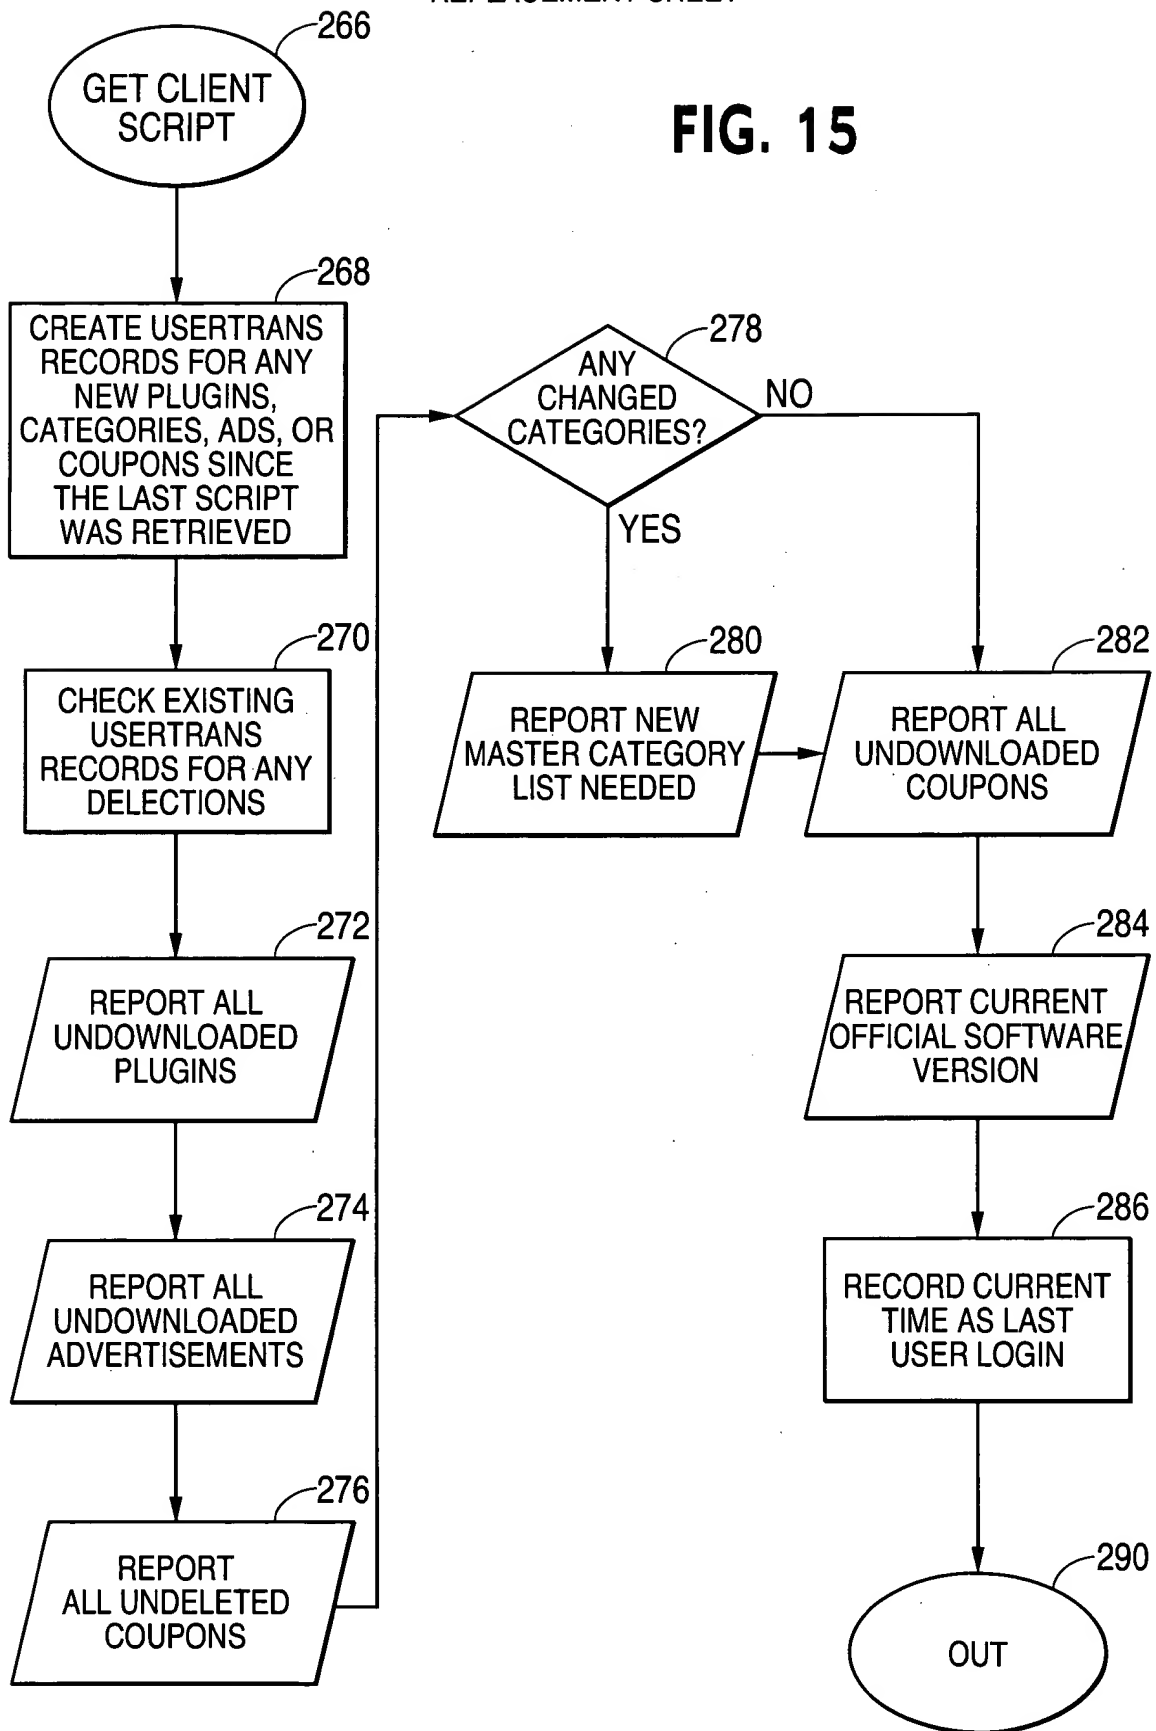 FIG. 15
266
GET CLIENT
SCRIPT
268
CREATE USERTRANS
RECORDS FOR ANY
NEW PLUGINS,
CATEGORIES, ADS, OR
COUPONS SINCE
THE LAST SCRIPT
WAS RETRIEVED
270
CHECK EXISTING
USERTRANS
RECORDS FOR ANY
DELECTIONS
272
REPORT ALL
UNDOWNLOADED
PLUGINS
274
REPORT ALL
UNDOWNLOADED
ADVERTISEMENTS
276
REPORT
ALL UNDELETED
COUPONS
278
ANY
CHANGED
CATEGORIES?
NO
YES
280
REPORT NEW
MASTER CATEGORY
LIST NEEDED
282
REPORT ALL
UNDOWNLOADED
COUPONS
284
REPORT CURRENT
OFFICIAL SOFTWARE
VERSION
286
RECORD CURRENT
TIME AS LAST
USER LOGIN
290
OUT